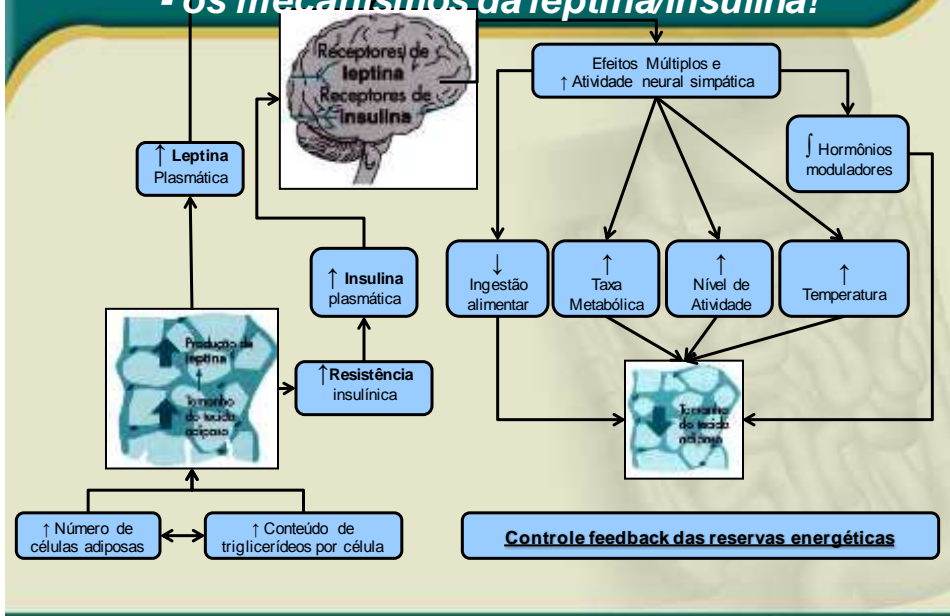 - os mecanismos da leptina/insulina!
Receptores de
leptina
Receptores de
insulina
Efeitos Múltiplos e
↑ Atividade neural simpática
∫ Hormônios
moduladores
↑ Leptina
Plasmática
↑ Insulina
plasmática
↓
Ingestão
alimentar
↑
Taxa
Metabólica
↑
Nível de
Atividade
↑
Temperatura
Produção de
leptina
Tamanho
do tecido
adiposo
↑Resistência
insulínica
Tamanho
do tecido
adiposo
↑ Número de
células adiposas
↑ Conteúdo de
triglicerídeos por célula
Controle feedback das reservas energéticas